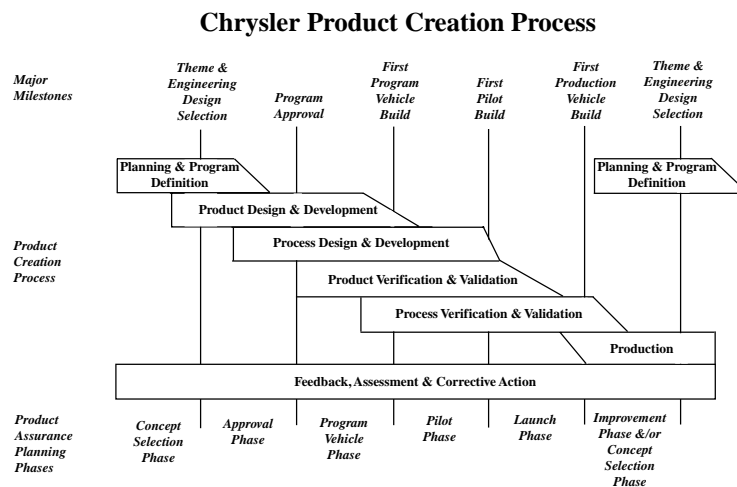 Chrysler Product Creation Process
Major
Milestones
Theme &
Engineering
Design
Selection
Program
Approval
First
Program
Vehicle
Build
First
Pilot
Build
First
Production
Vehicle
Build
Theme &
Engineering
Design
Selection
Product
Creation
Process
Planning & Program
Definition
Planning & Program
Definition
Product Design & Development
Process Design & Development
Product Verification & Validation
Process Verification & Validation
Production
Feedback, Assessment & Corrective Action
Product
Assurance
Planning
Phases
Concept
Selection
Phase
Approval
Phase
Program
Vehicle
Phase
Pilot
Phase
Launch
Phase
Improvement
Phase &/or
Concept
Selection
Phase